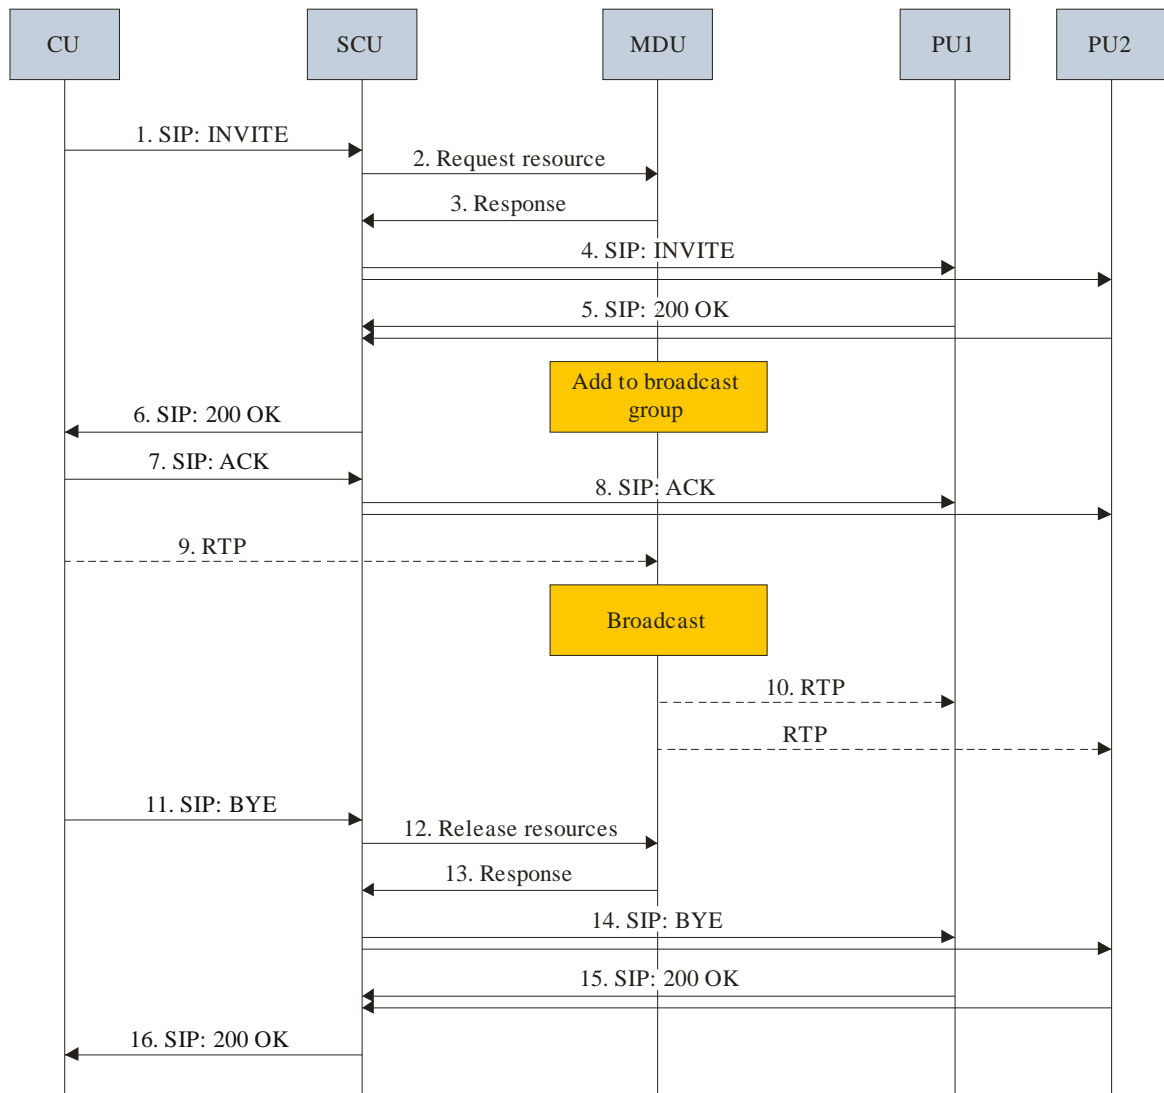 CU
SCU
MDU
PU1
PU2
1. SIP: INVITE
2. Request resource
3. Response
4. SIP: INVITE
5. SIP: 200 OK
Add to broadcast
group
6. SIP: 200 OK
7. SIP: ACK
8. SIP: ACK
9. RTP
Broadcast
10. RTP
RTP
11. SIP: BYE
12. Release resources
13. Response
14. SIP: BYE
15. SIP: 200 OK
16. SIP: 200 OK